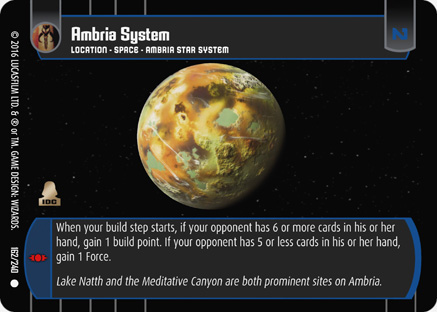 Ambria System
LOCATION - SPACE - AMBRIA STAR SYSTEM
© 2016 LUCASFILM LTD. & ® OR TM. GAME DESIGN: WIZARDS.
162/240
IDC
When your build step starts, if your opponent has 6 or more cards in his or her
hand, gain 1 build point. If your opponent has 5 or less cards in his or her hand,
gain 1 Force.
Lake Natth and the Meditative Canyon are both prominent sites on Ambria.